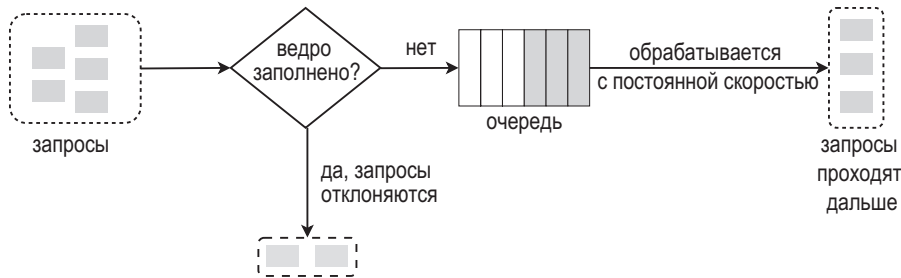 запросы
ведро
заполнено?
нет
очередь
обрабатывается
с постоянной скоростью
запросы
проходят
дальше
да, запросы
отклоняются